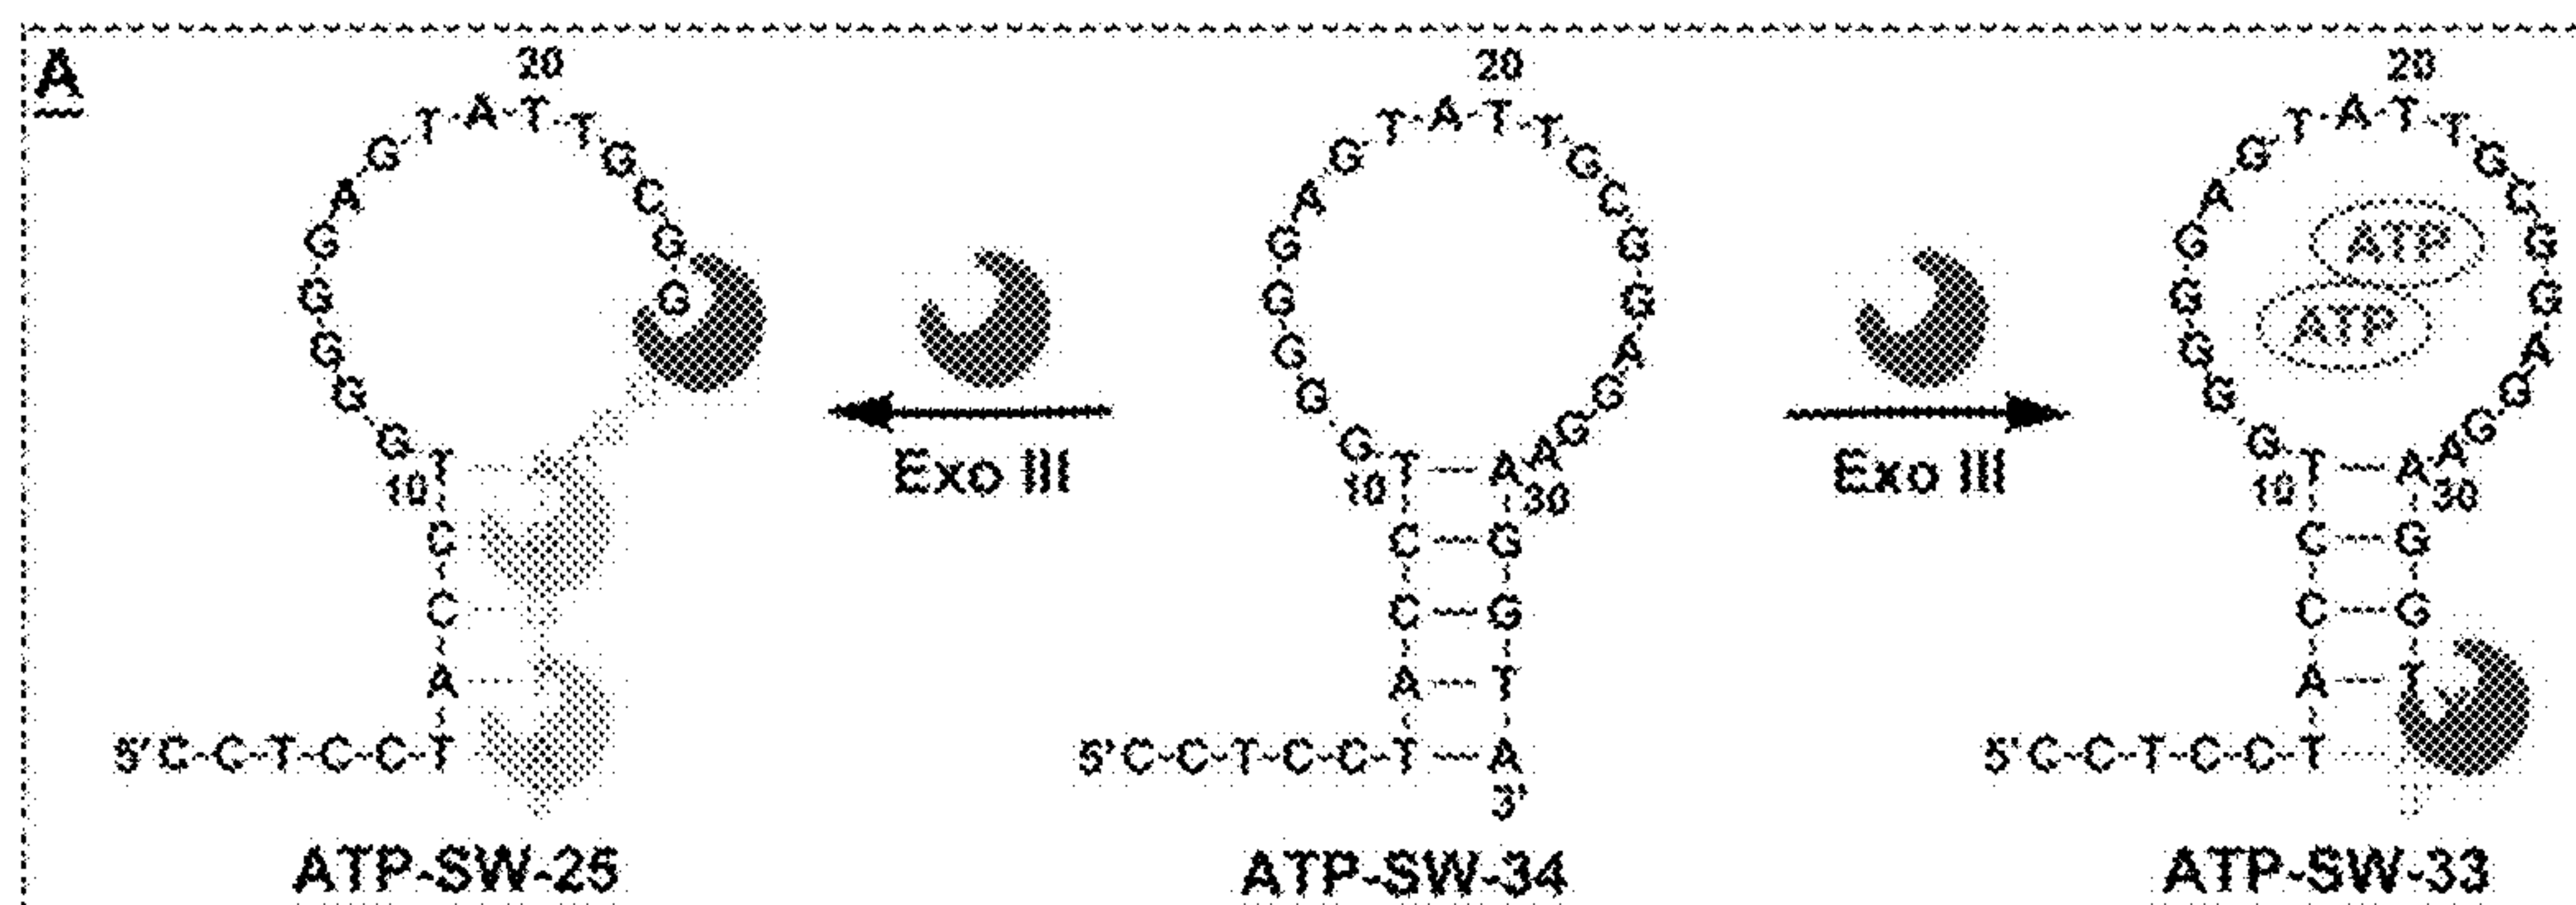 A
20 20 20
T-A-T-T T-A-T-T T-A-T-T
G G G G G G
A C A C A C
G G G G G G
ATP
G G G G G G
ATP
G G A G A
G G G G G
G T G T---A A G G T---A A G
10 10 30 10 30
Exo III Exo III
C C---G C---G
C C---G C---G
A A---T A---T
5'C-C-T-C-C-T 5'C-C-T-C-C-T---A 5'C-C-T-C-C-T
3' 3'
ATP-SW-25 ATP-SW-34 ATP-SW-33